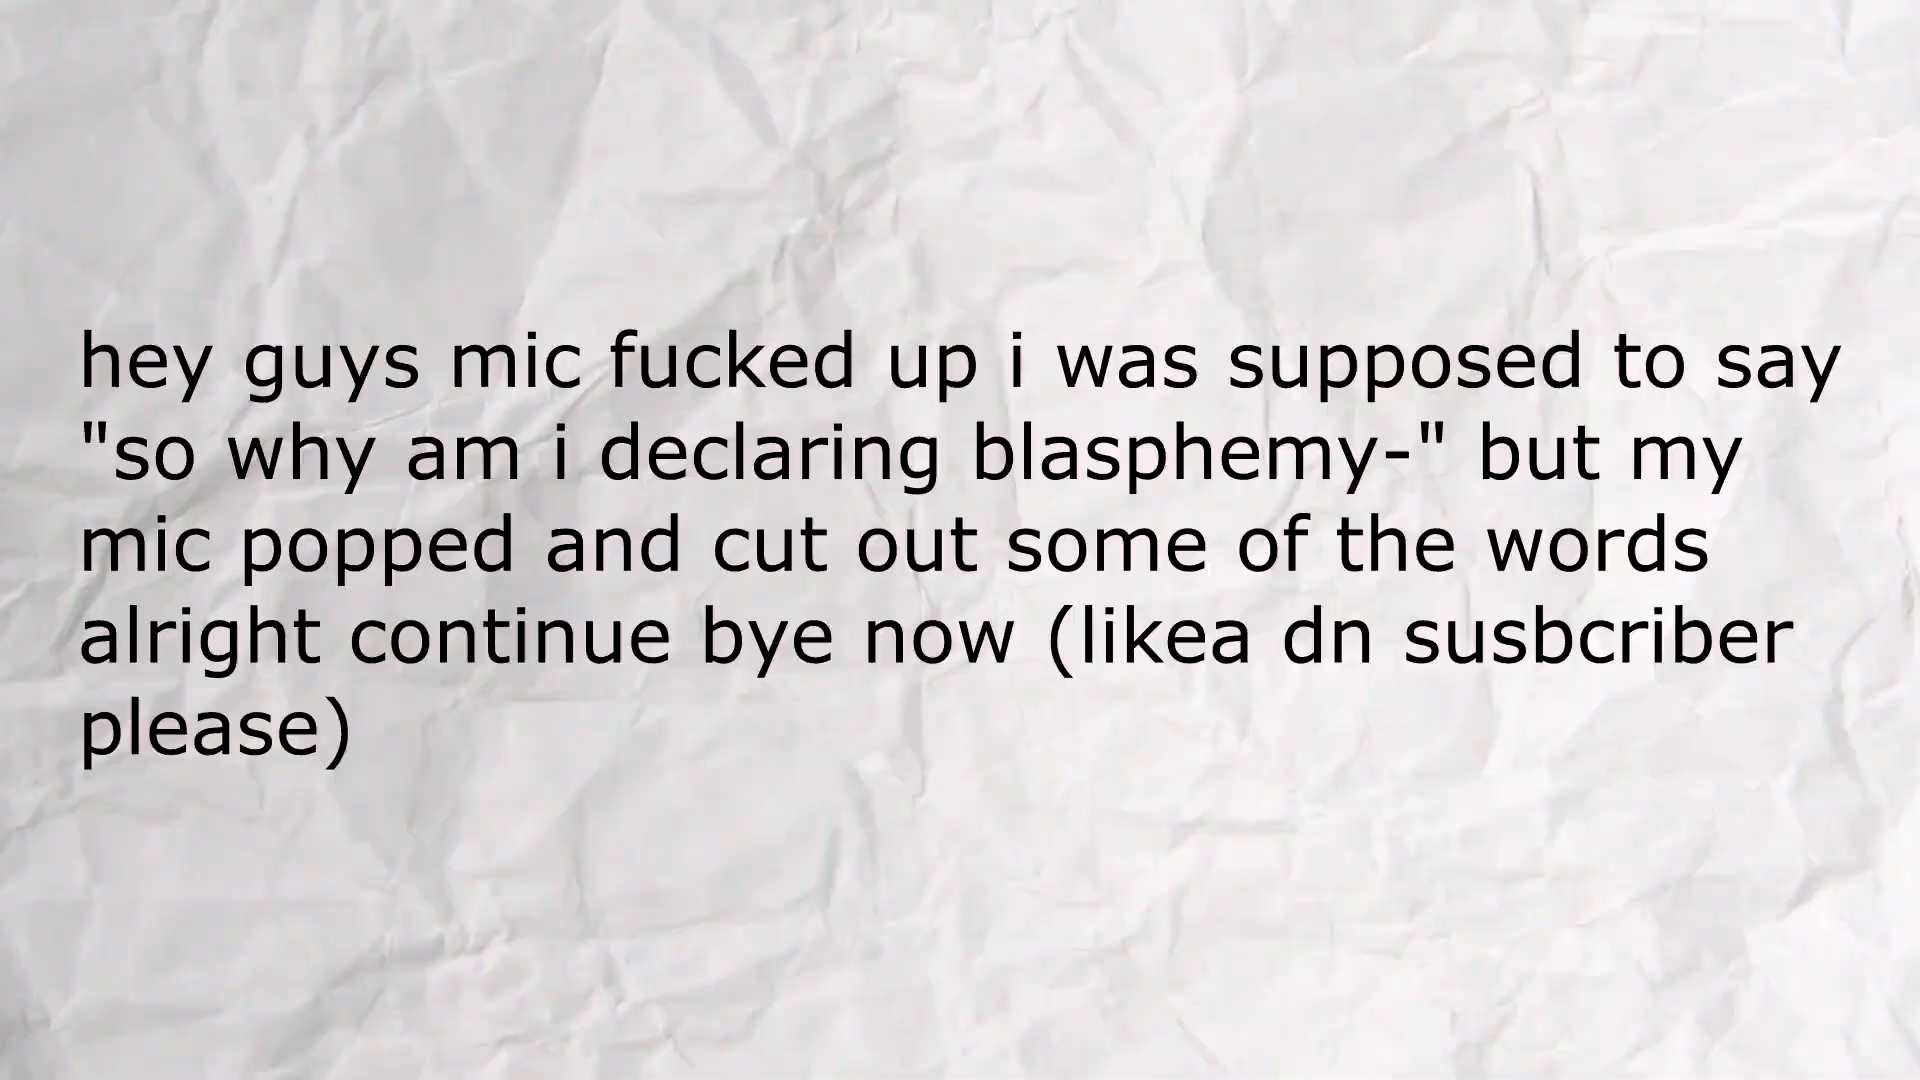 hey guys mic fucked up i was supposed to say
"so why am i declaring blasphemy-" but my
mic popped and cut out some of the words
alright continue bye now (likea dn susbcriber
please)